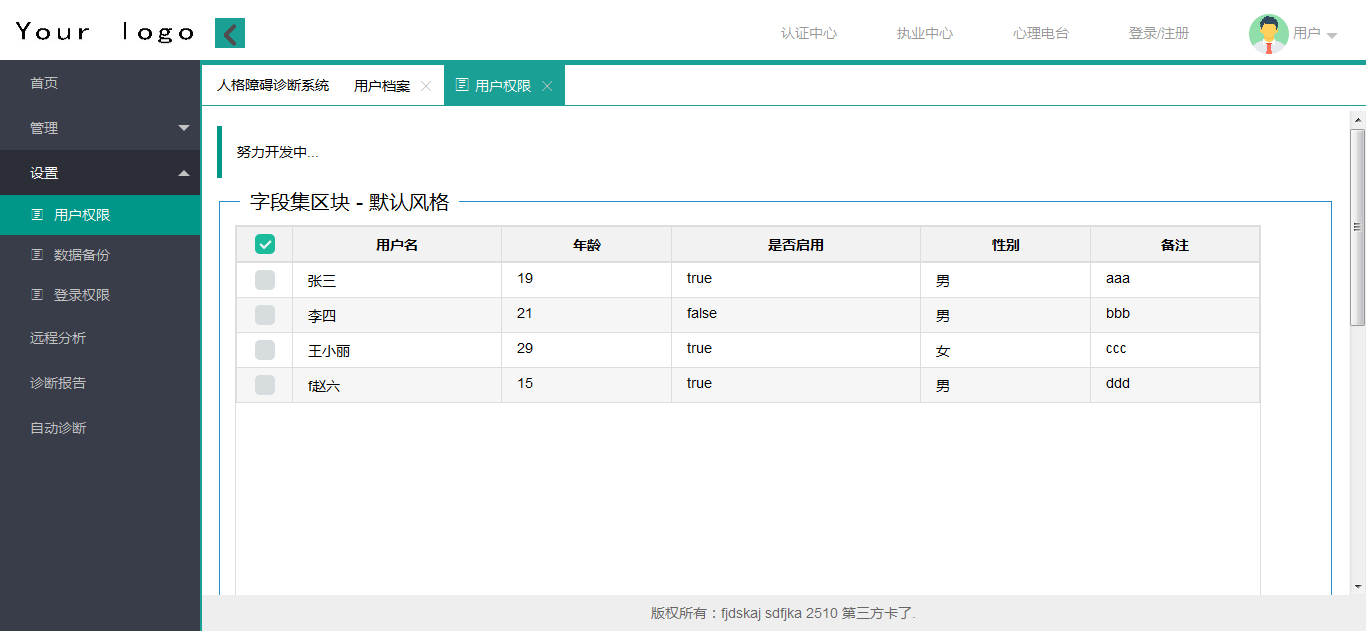 Your logo
认证中心 执业中心 心理电台 登录/注册 用户
首页
管理
设置
用户权限
数据备份
登录权限
远程分析
诊断报告
自动诊断
人格障碍诊断系统 用户档案 用户权限
努力开发中...
字段集区块 - 默认风格
用户名 年龄 是否启用 性别 备注
张三 19 true 男 aaa
李四 21 false 男 bbb
王小丽 29 true 女 ccc
f赵六 15 true 男 ddd
版权所有：fjdskaj sdfjka 2510 第三方卡了.